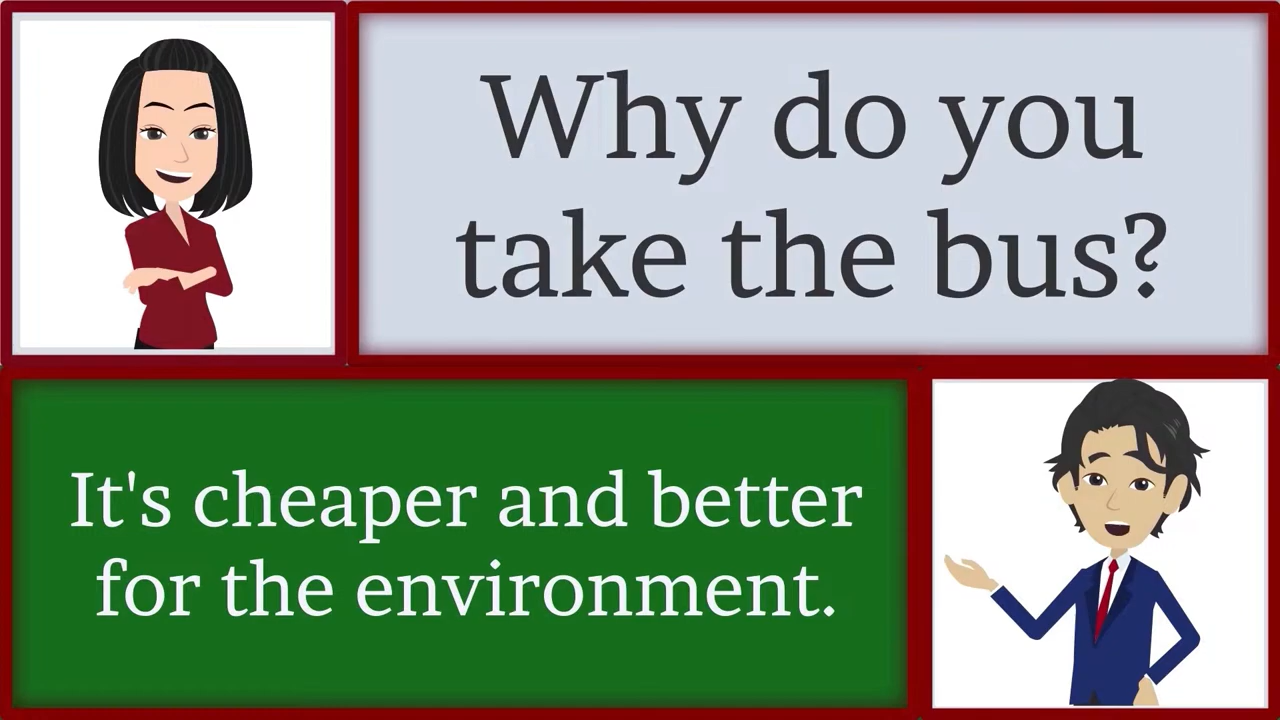 Why do you
take the bus?
It's cheaper and better
for the environment.